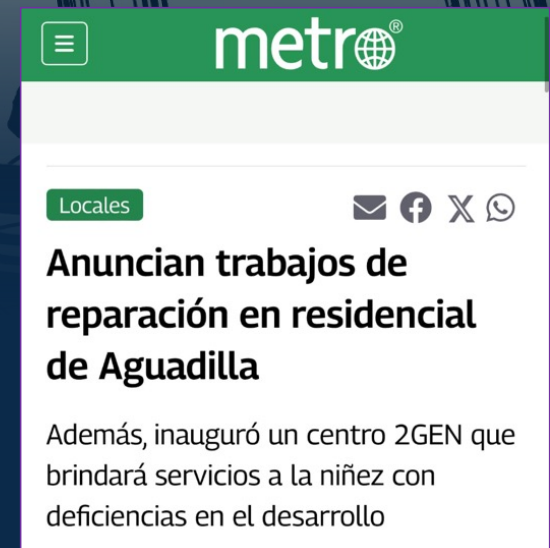 metro®
Locales
Anuncian trabajos de
reparación en residencial
de Aguadilla
Además, inauguró un centro 2GEN que
brindará servicios a la niñez con
deficiencias en el desarrollo